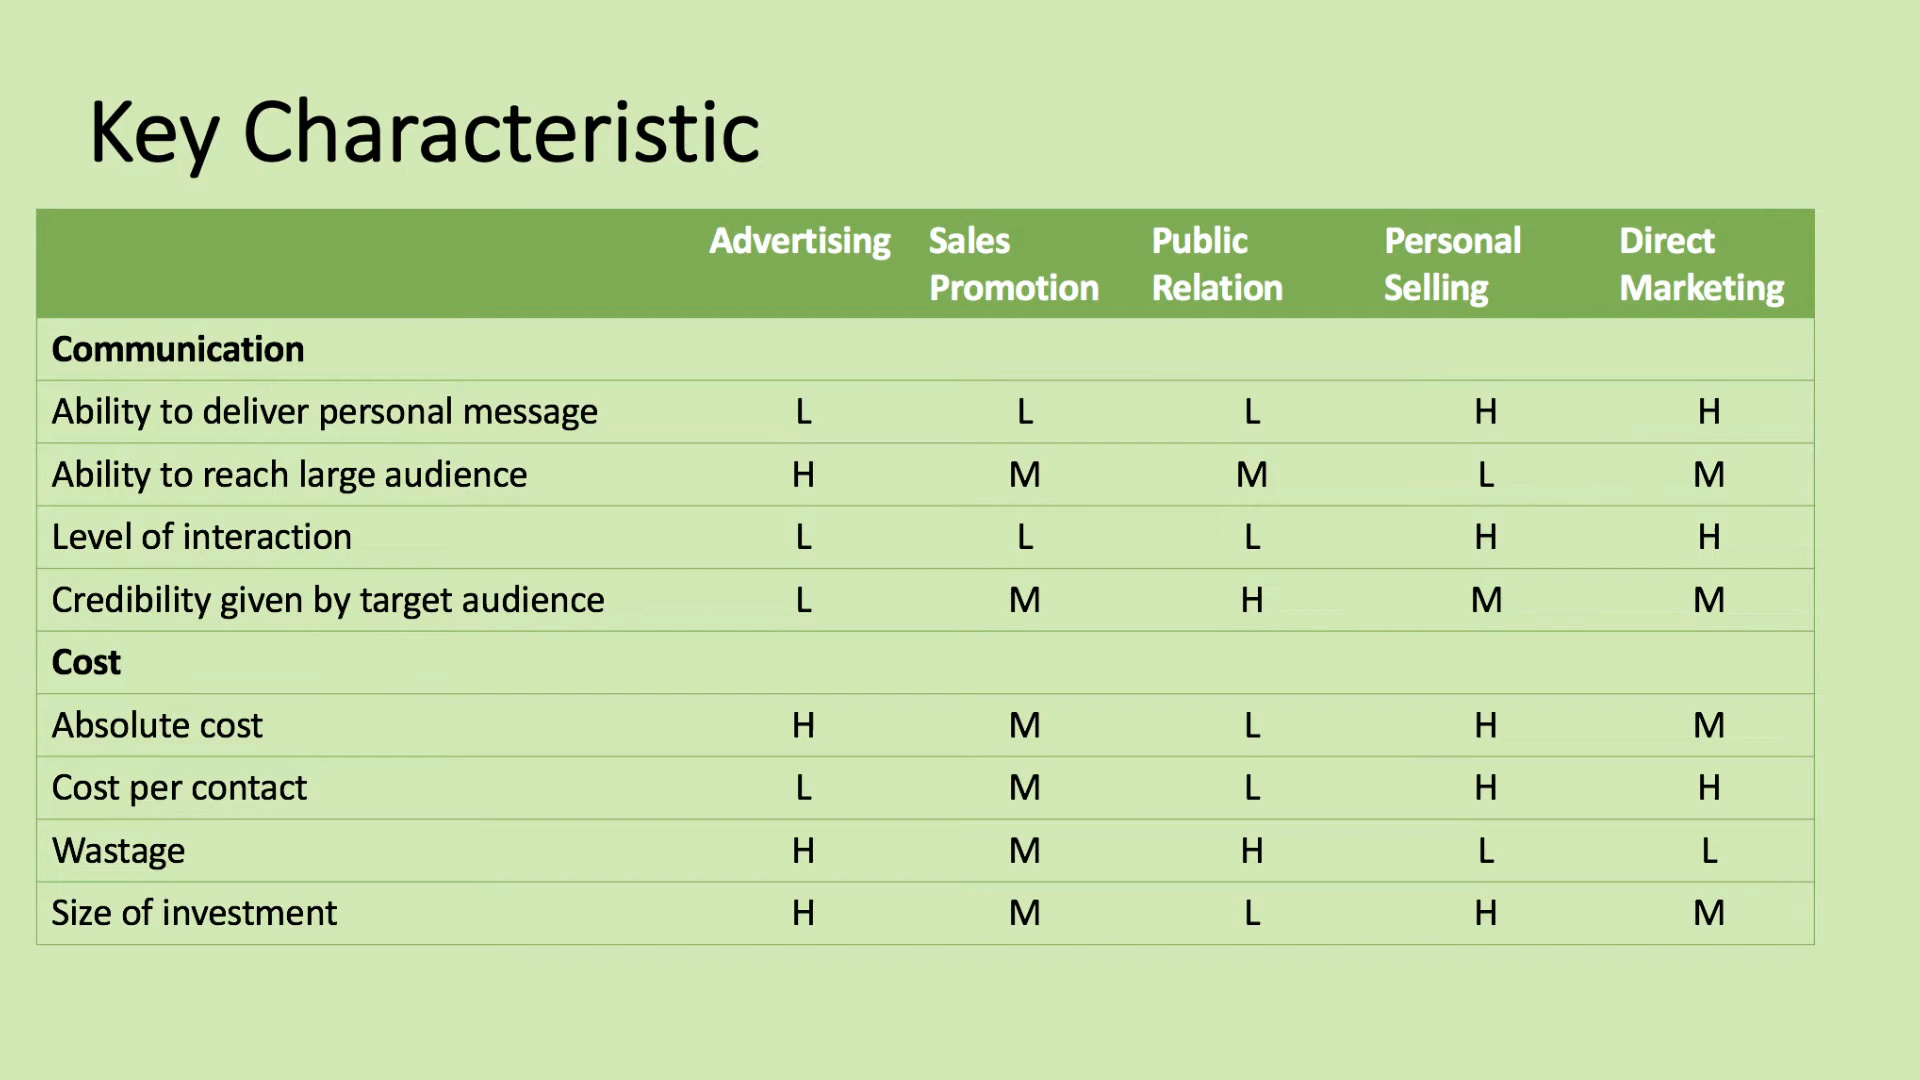 Key Characteristic
Advertising Sales Promotion Public Relation Personal Selling Direct Marketing
Communication
Ability to deliver personal message L L L H H
Ability to reach large audience H M M L M
Level of interaction L L L H H
Credibility given by target audience L M H M M
Cost
Absolute cost H M L H M
Cost per contact L M L H H
Wastage H M H L L
Size of investment H M L H M